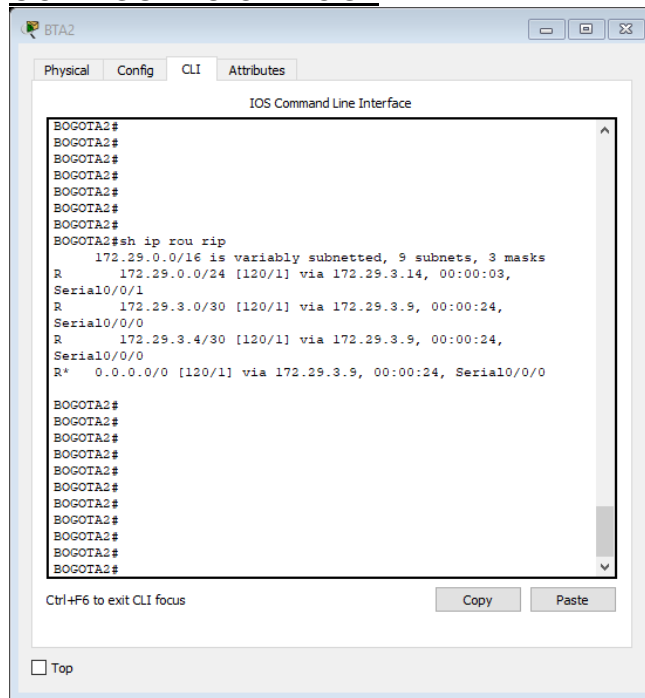 BTA2
Physical Config CLI Attributes
IOS Command Line Interface
BOGOTA2#
BOGOTA2#
BOGOTA2#
BOGOTA2#
BOGOTA2#
BOGOTA2#
BOGOTA2#
BOGOTA2#sh ip rou rip
172.29.0.0/16 is variably subnetted, 9 subnets, 3 masks
R 172.29.0.0/24 [120/1] via 172.29.3.14, 00:00:03,
Serial0/0/1
R 172.29.3.0/30 [120/1] via 172.29.3.9, 00:00:24,
Serial0/0/0
R 172.29.3.4/30 [120/1] via 172.29.3.9, 00:00:24,
Serial0/0/0
R* 0.0.0.0/0 [120/1] via 172.29.3.9, 00:00:24, Serial0/0/0
BOGOTA2#
BOGOTA2#
BOGOTA2#
BOGOTA2#
BOGOTA2#
BOGOTA2#
BOGOTA2#
BOGOTA2#
BOGOTA2#
BOGOTA2#
BOGOTA2#
Ctrl+F6 to exit CLI focus
Copy Paste
Top